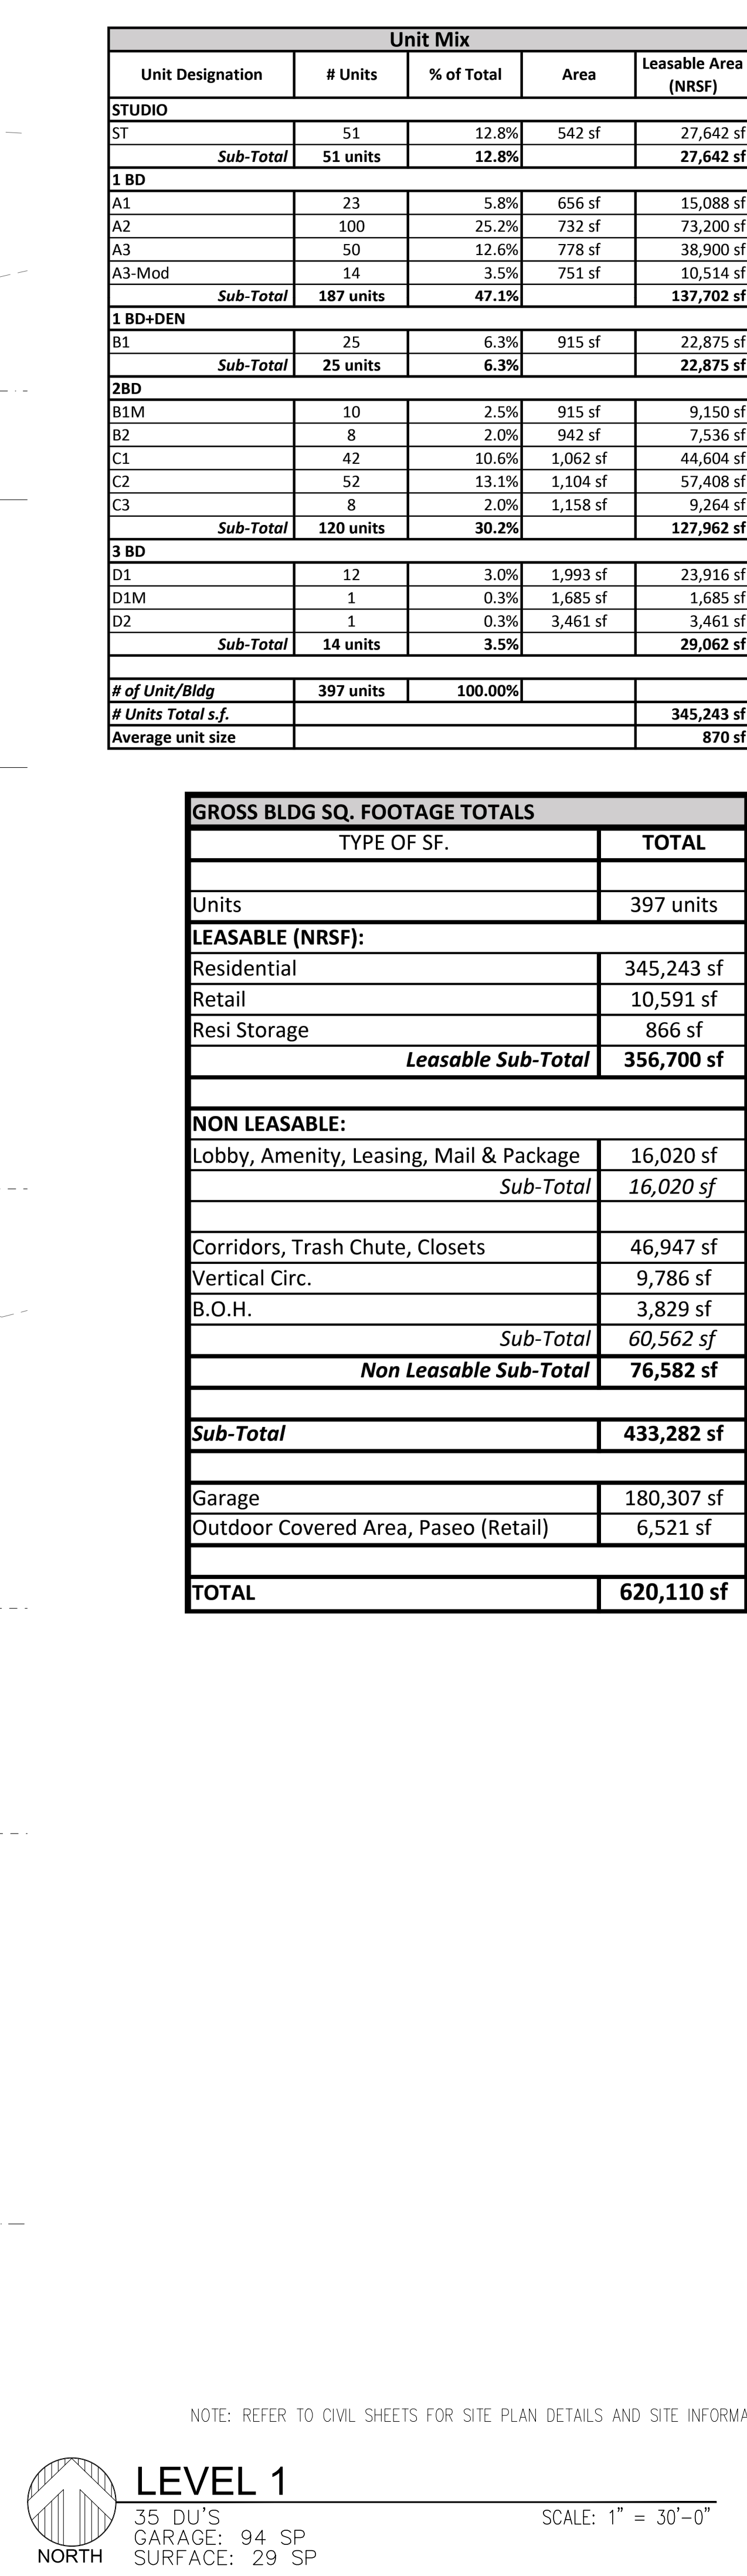 Unit Mix
Unit Designation # Units % of Total Area Leasable Area (NRSF)
STUDIO
ST 51 12.8% 542 sf 27,642 sf
Sub-Total 51 units 12.8% 27,642 sf
1 BD
A1 23 5.8% 656 sf 15,088 sf
A2 100 25.2% 732 sf 73,200 sf
A3 50 12.6% 778 sf 38,900 sf
A3-Mod 14 3.5% 751 sf 10,514 sf
Sub-Total 187 units 47.1% 137,702 sf
1 BD+DEN
B1 25 6.3% 915 sf 22,875 sf
Sub-Total 25 units 6.3% 22,875 sf
2BD
B1M 10 2.5% 915 sf 9,150 sf
B2 8 2.0% 942 sf 7,536 sf
C1 42 10.6% 1,062 sf 44,604 sf
C2 52 13.1% 1,104 sf 57,408 sf
C3 8 2.0% 1,158 sf 9,264 sf
Sub-Total 120 units 30.2% 127,962 sf
3 BD
D1 12 3.0% 1,993 sf 23,916 sf
D1M 1 0.3% 1,685 sf 1,685 sf
D2 1 0.3% 3,461 sf 3,461 sf
Sub-Total 14 units 3.5% 29,062 sf
# of Unit/Bldg 397 units 100.00%
# Units Total s.f. 345,243 sf
Average unit size 870 sf
GROSS BLDG SQ. FOOTAGE TOTALS
TYPE OF SF. TOTAL
Units 397 units
LEASABLE (NRSF):
Residential 345,243 sf
Retail 10,591 sf
Resi Storage 866 sf
Leasable Sub-Total 356,700 sf
NON LEASABLE:
Lobby, Amenity, Leasing, Mail & Package 16,020 sf
Sub-Total 16,020 sf
Corridors, Trash Chute, Closets 46,947 sf
Vertical Circ. 9,786 sf
B.O.H. 3,829 sf
Sub-Total 60,562 sf
Non Leasable Sub-Total 76,582 sf
Sub-Total 433,282 sf
Garage 180,307 sf
Outdoor Covered Area, Paseo (Retail) 6,521 sf
TOTAL 620,110 sf
NOTE: REFER TO CIVIL SHEETS FOR SITE PLAN DETAILS AND SITE INFORMA
LEVEL 1
35 DU'S SCALE: 1" = 30'-0"
GARAGE: 94 SP
SURFACE: 29 SP
NORTH